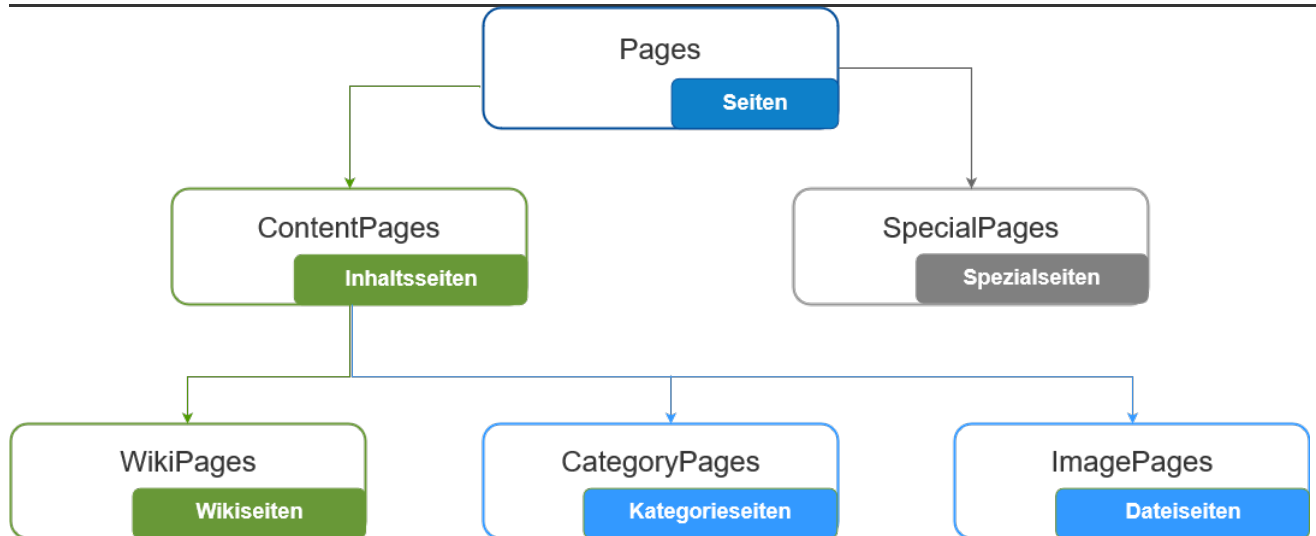 Pages
Seiten
ContentPages
Inhaltsseiten
SpecialPages
Spezialseiten
WikiPages
Wikiseiten
CategoryPages
Kategorieseiten
ImagePages
Dateiseiten